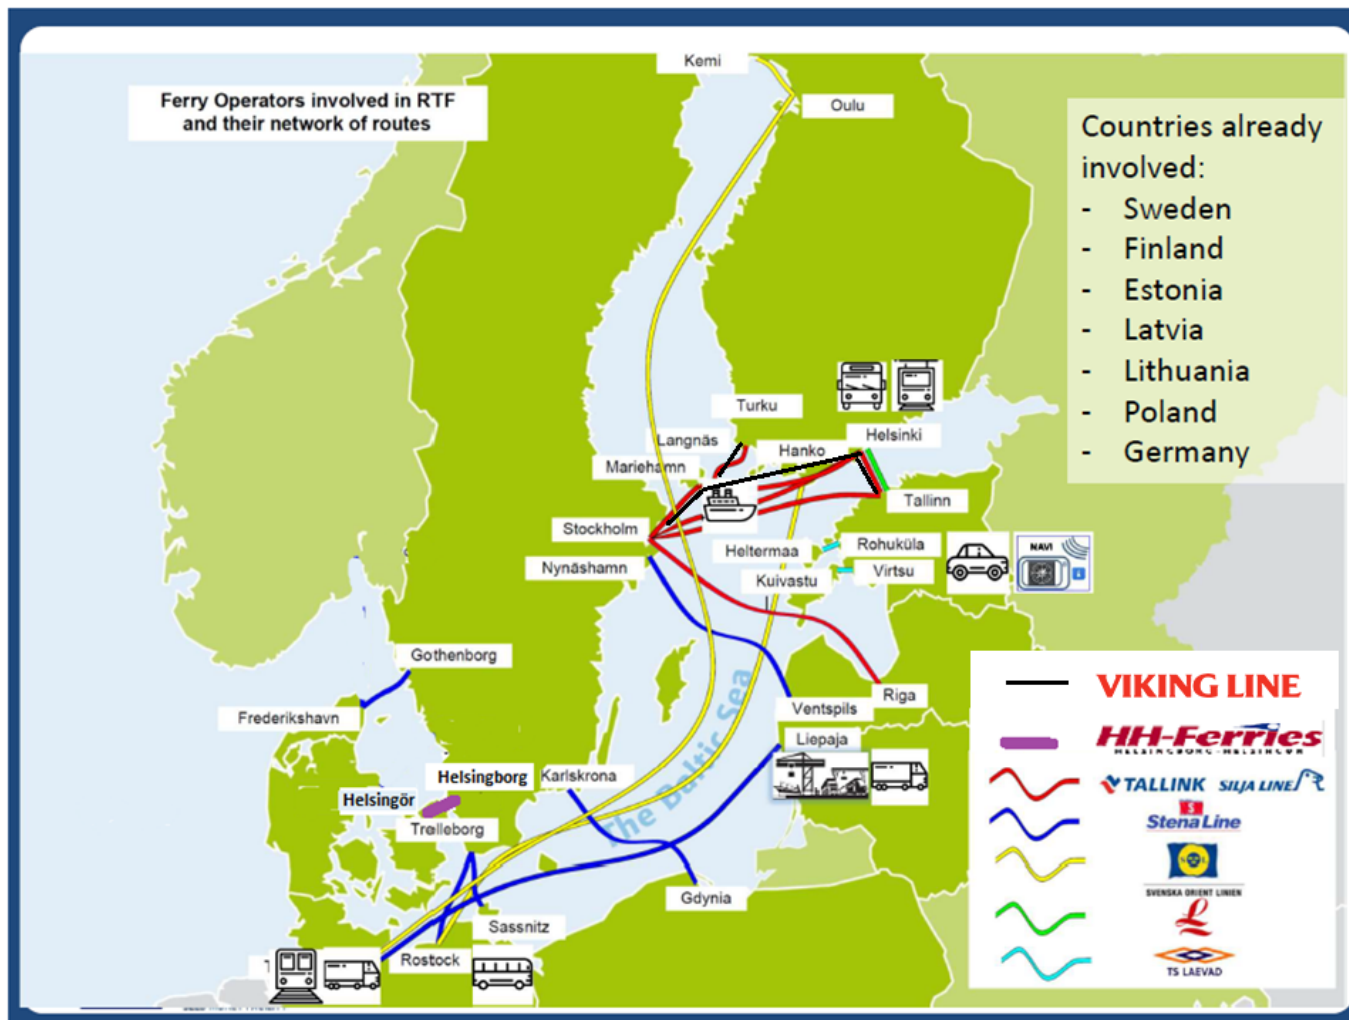 Ferry Operators involved in RTF
and their network of routes
Kemi
Oulu
Countries already
involved:
- Sweden
- Finland
- Estonia
- Latvia
- Lithuania
- Poland
- Germany
Turku
Langnäs
Helsinki
Hanko
Mariehamn
Tallinn
Stockholm
Heltermaa
Rohuküla
NAVI
Nynäshamn
Kuivastu
Virtsu
Gothenborg
Riga
Frederikshavn
Ventspils
Liepaja
The Baltic Sea
Helsingborg
Karlskrona
Helsingör
Trelleborg
Gdynia
Sassnitz
Rostock
VIKING LINE
HH-Ferries
HELSINGBORG-HELSINGØR
TALLINK SILJA LINE
S
Stena Line
S L
SVENSKA ORIENT LINIEN
L
TS LAEVAD